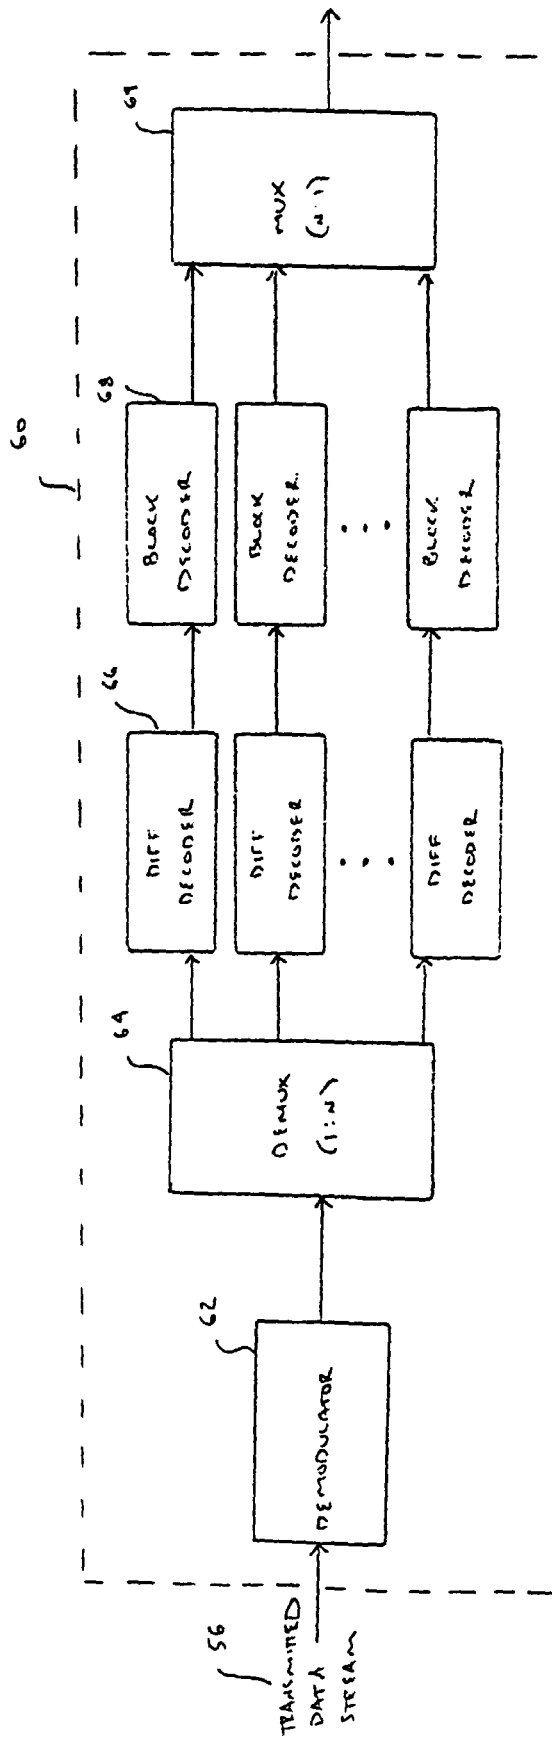 60
56
TRANSMITTED
DATA
STREAM
62
DEMODULATOR
64
DEMUX
(1:N)
66
DIFF
DECODER
DIFF
DECODER
DIFF
DECODER
68
BLOCK
DECODER
BLOCK
DECODER
BLOCK
DECODER
69
MUX
(N:1)